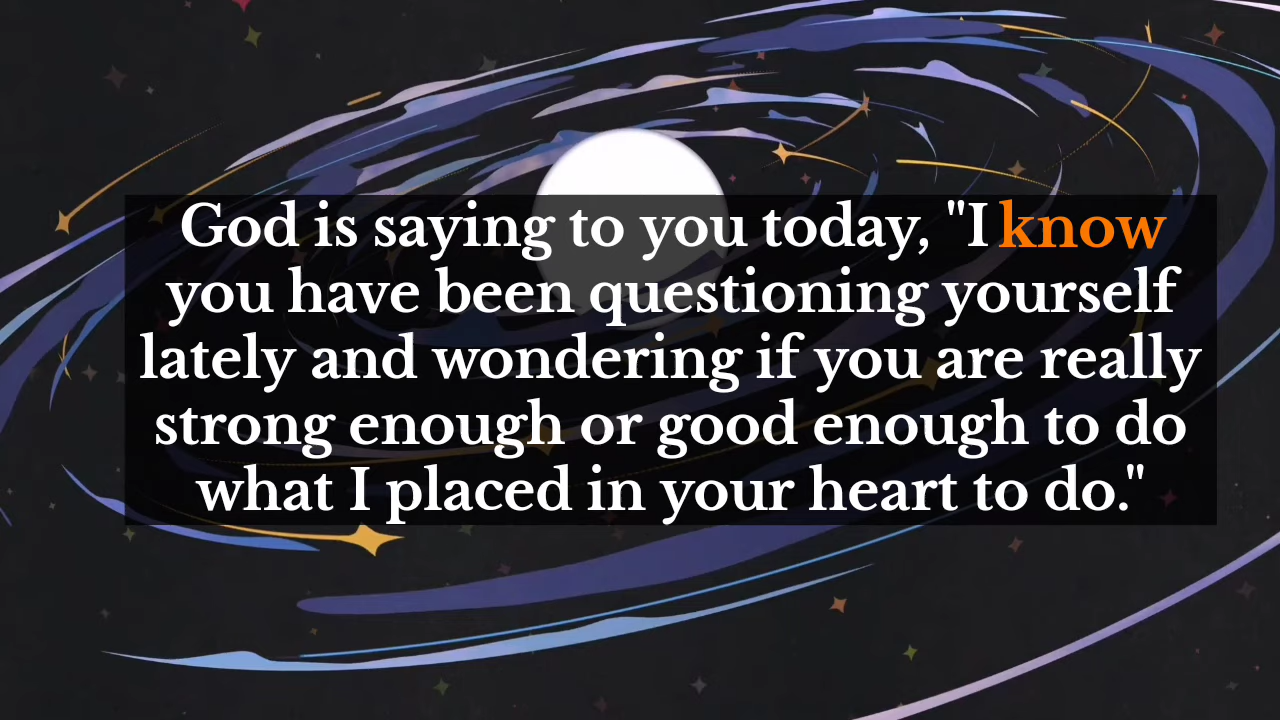 God is saying to you today, "I know
you have been questioning yourself
lately and wondering if you are really
strong enough or good enough to do
what I placed in your heart to do."